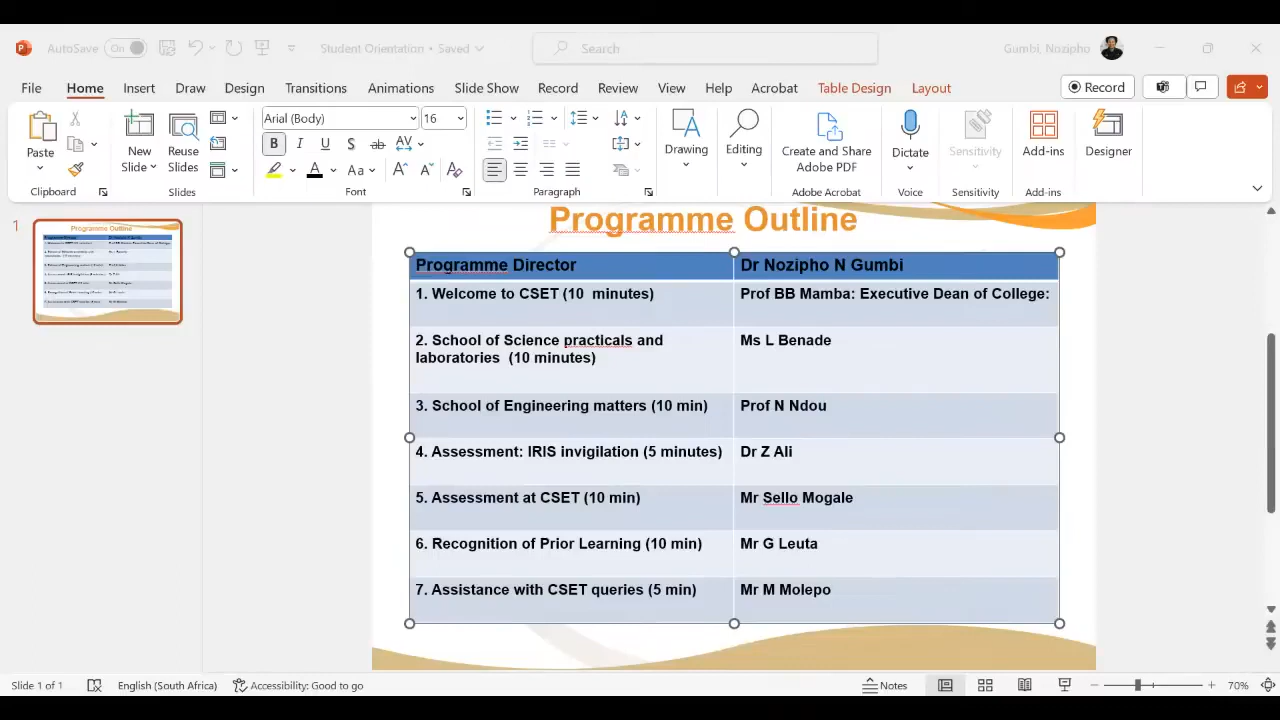 AutoSave On Student Orientation • Saved Search Gumbi, Nozipho
File Home Insert Draw Design Transitions Animations Slide Show Record Review View Help Acrobat Table Design Layout Record
Arial (Body) 16
Paste New Slide Reuse Slides Drawing Editing Create and Share Adobe PDF Dictate Sensitivity Add-ins Designer
Clipboard Slides Font Paragraph Adobe Acrobat Voice Sensitivity Add-ins
1
Programme Outline
Programme Director Dr Nozipho N Gumbi
1. Welcome to CSET (10 minutes) Prof BB Mamba: Executive Dean of College:
2. School of Science practicals and Ms L Benade
laboratories (10 minutes)
3. School of Engineering matters (10 min) Prof N Ndou
4. Assessment: IRIS invigilation (5 minutes) Dr Z Ali
5. Assessment at CSET (10 min) Mr Sello Mogale
6. Recognition of Prior Learning (10 min) Mr G Leuta
7. Assistance with CSET queries (5 min) Mr M Molepo
Slide 1 of 1 English (South Africa) Accessibility: Good to go Notes 70%